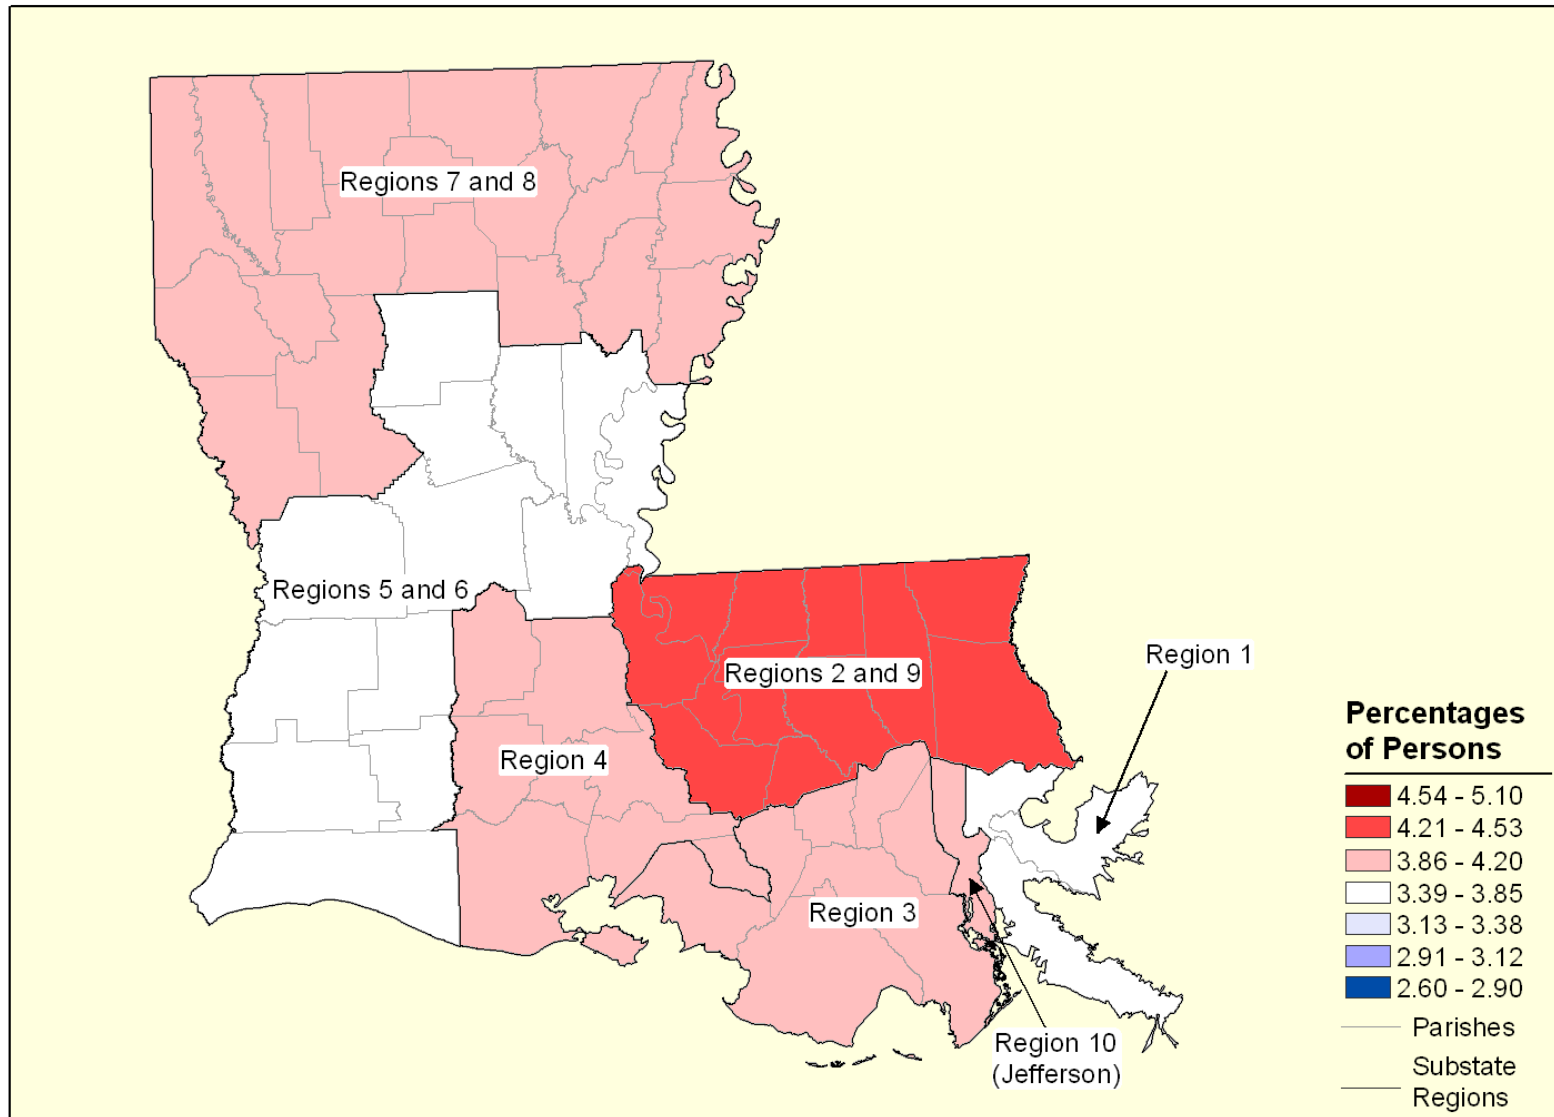 Regions 7 and 8
Regions 5 and 6
Regions 2 and 9
Region 1
Region 4
Region 3
Region 10
(Jefferson)
Percentages
of Persons
4.54 - 5.10
4.21 - 4.53
3.86 - 4.20
3.39 - 3.85
3.13 - 3.38
2.91 - 3.12
2.60 - 2.90
Parishes
Substate
Regions